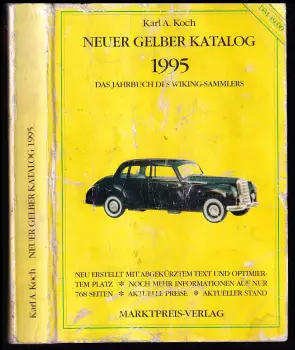 Karl A. Koch
NEUER GELBER KATALOG
1995
DAS JAHRBUCH DES WIKING-SAMMLERS
NEU ERSTELLT MIT ABGEKÜRZTEM TEXT UND OPTIMIER-
TEM PLATZ * NOCH MEHR INFORMATIONEN AUF NUR
768 SEITEN * AKTUELLE PREISE * AKTUELLER STAND
MARKTPREIS-VERLAG
Karl A. Koch NEUER GELBER KATALOG 1995